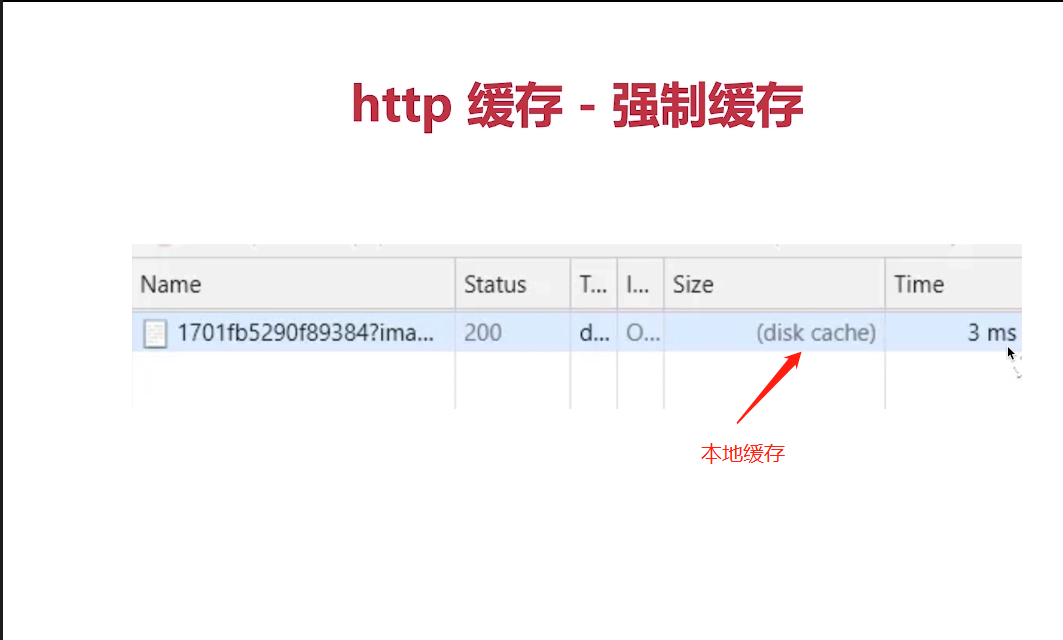 http 缓存 - 强制缓存
Name Status T... I... Size Time
1701fb5290f89384?ima... 200 d... O... (disk cache) 3 ms
本地缓存